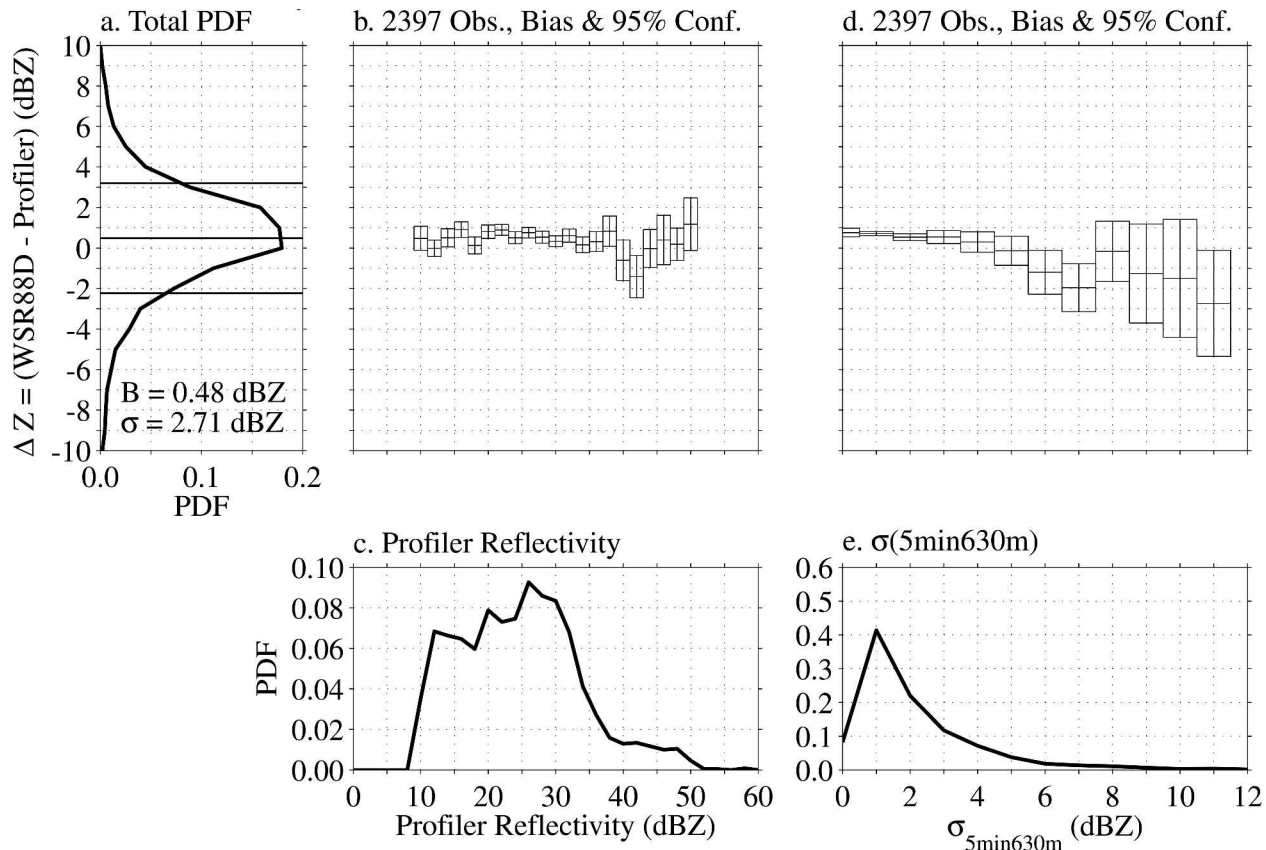 a. Total PDF
b. 2397 Obs., Bias & 95% Conf.
d. 2397 Obs., Bias & 95% Conf.
Δ Z = (WSR88D - Profiler) (dBZ)
10
8
6
4
2
0
-2
-4
-6
-8
-10
B = 0.48 dBZ
σ = 2.71 dBZ
0.0 0.1 0.2
PDF
c. Profiler Reflectivity
PDF
0.10
0.08
0.06
0.04
0.02
0.00
0 10 20 30 40 50 60
Profiler Reflectivity (dBZ)
e. σ(5min630m)
0.6
0.5
0.4
0.3
0.2
0.1
0.0
0 2 4 6 8 10 12
σ5min630m (dBZ)